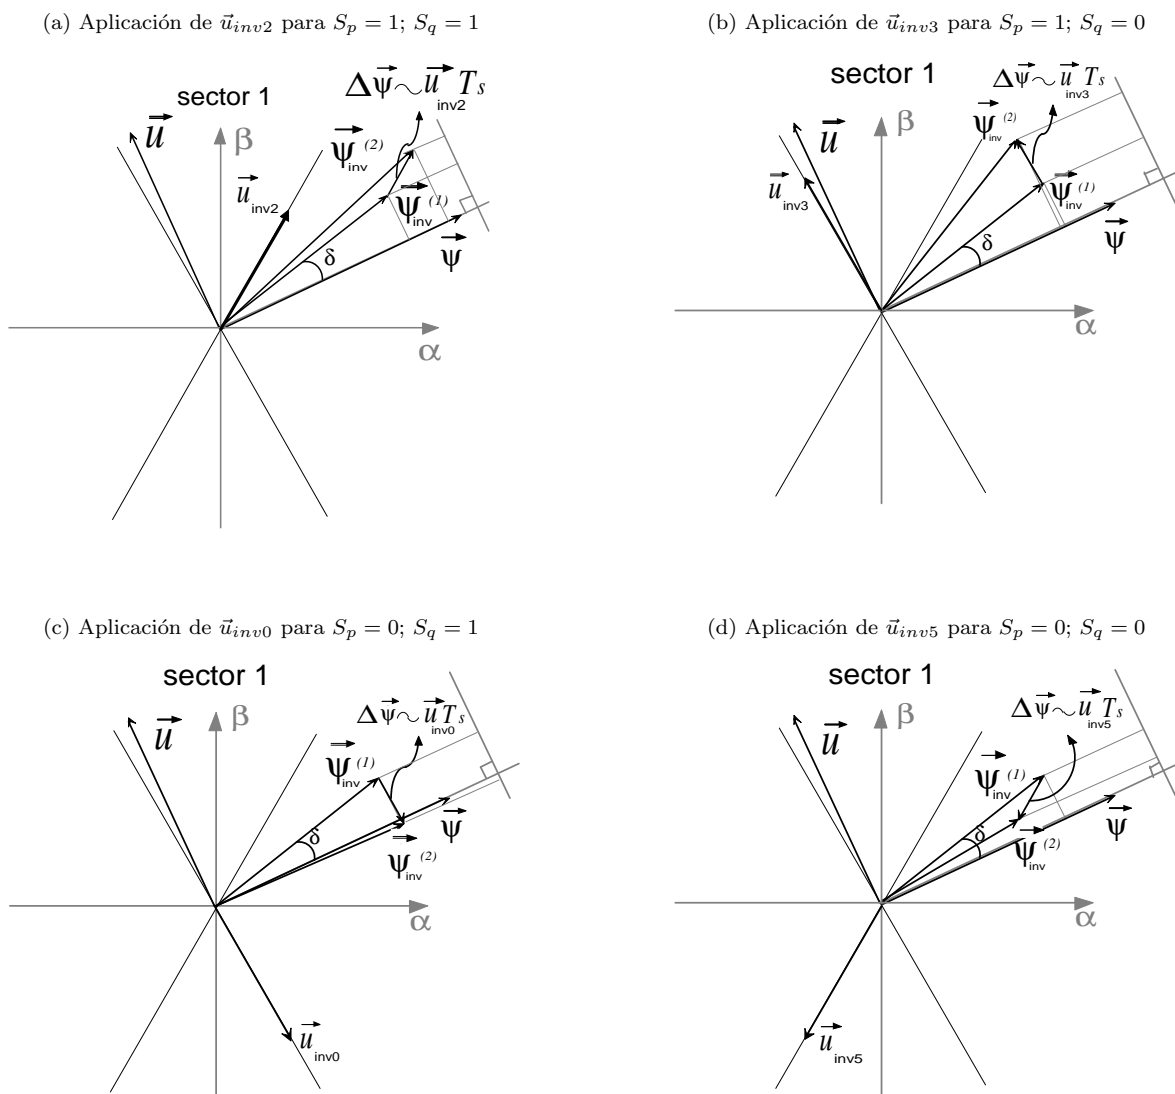 (a) Aplicación de u⃗inv2 para Sp = 1; Sq = 1
sector 1
Δψ⃗~u⃗inv2 Ts
u⃗
β
ψ⃗inv(2)
u⃗inv2
ψ⃗inv(1)
δ
ψ⃗
α
(b) Aplicación de u⃗inv3 para Sp = 1; Sq = 0
sector 1
Δψ⃗~u⃗inv3 Ts
u⃗
β
ψ⃗inv(2)
u⃗inv3
ψ⃗inv(1)
δ
ψ⃗
α
(c) Aplicación de u⃗inv0 para Sp = 0; Sq = 1
sector 1
Δψ⃗~u⃗inv0 Ts
u⃗
β
ψ⃗inv(1)
δ
ψ⃗
ψ⃗inv(2)
α
u⃗inv0
(d) Aplicación de u⃗inv5 para Sp = 0; Sq = 0
sector 1
Δψ⃗~u⃗inv5 Ts
u⃗
β
ψ⃗inv(1)
δ
ψ⃗
ψ⃗inv(2)
α
u⃗inv5